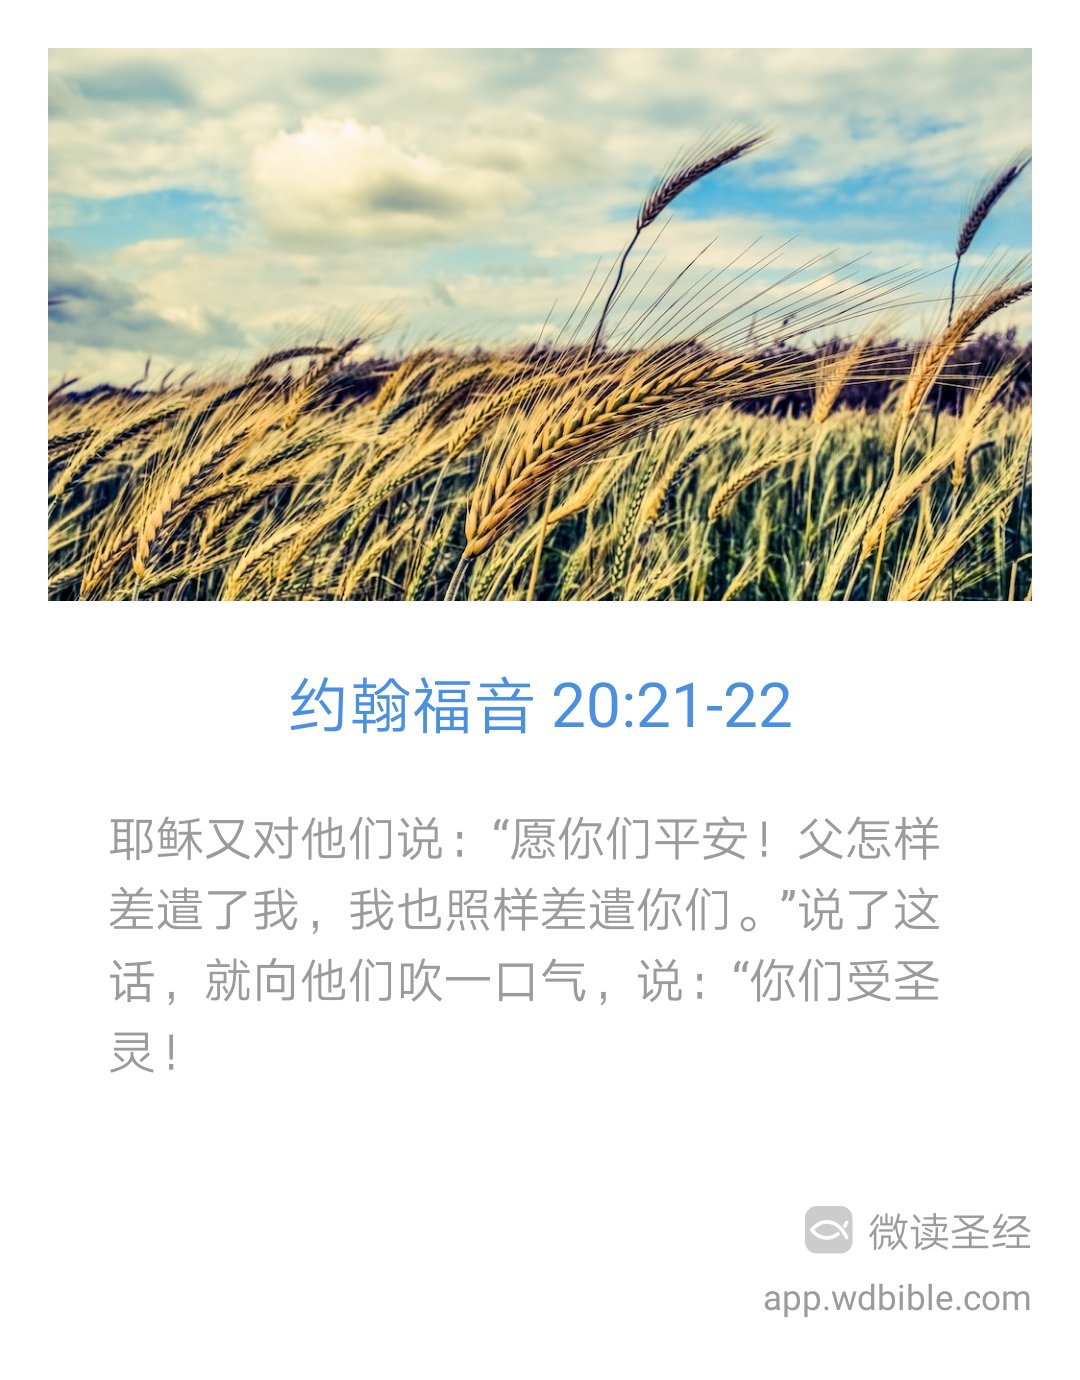 约翰福音 20:21-22
耶稣又对他们说：“愿你们平安！父怎样
差遣了我，我也照样差遣你们。”说了这
话，就向他们吹一口气，说：“你们受圣
灵！
微读圣经
app.wdbible.com